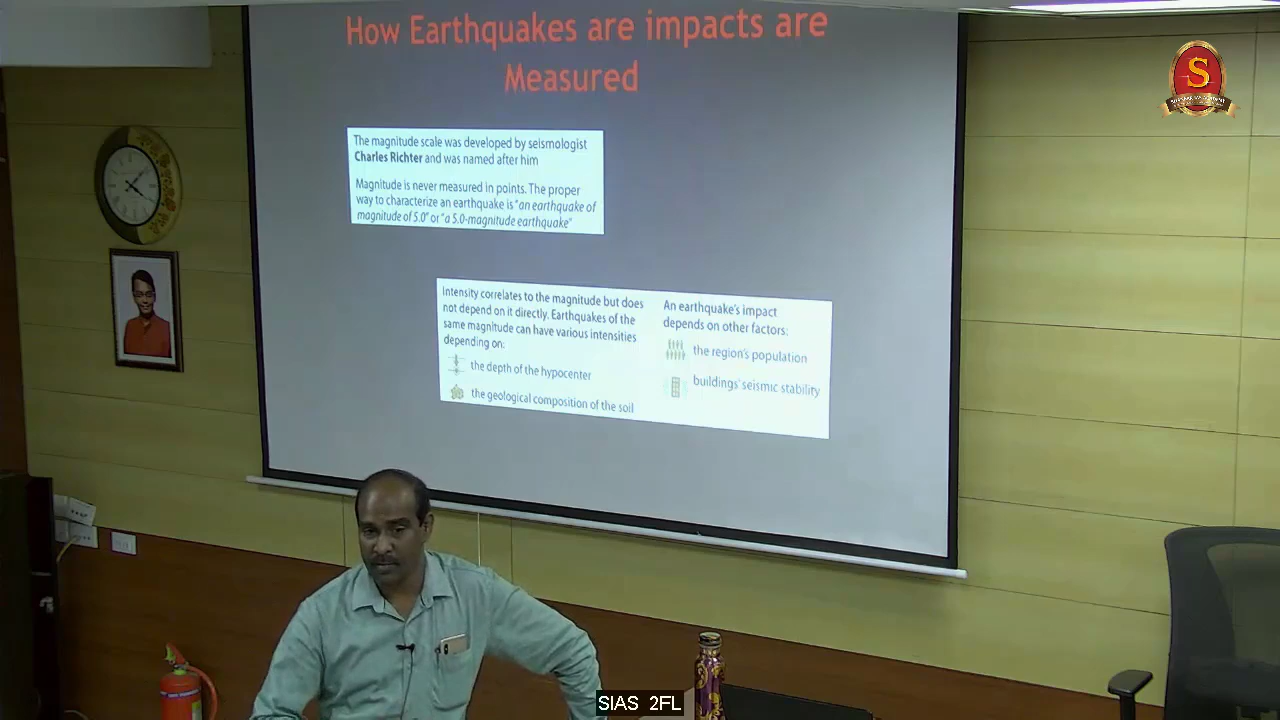 How Earthquakes are impacts are
Measured
The magnitude scale was developed by seismologist
Charles Richter and was named after him
Magnitude is never measured in points. The proper
way to characterize an earthquake is "an earthquake of
magnitude of 5.0" or "a 5.0-magnitude earthquake"
Intensity correlates to the magnitude but does
not depend on it directly. Earthquakes of the
same magnitude can have various intensities
depending on:
the depth of the hypocenter
the geological composition of the soil
An earthquake's impact
depends on other factors:
the region's population
buildings' seismic stability
S
SIAS 2FL